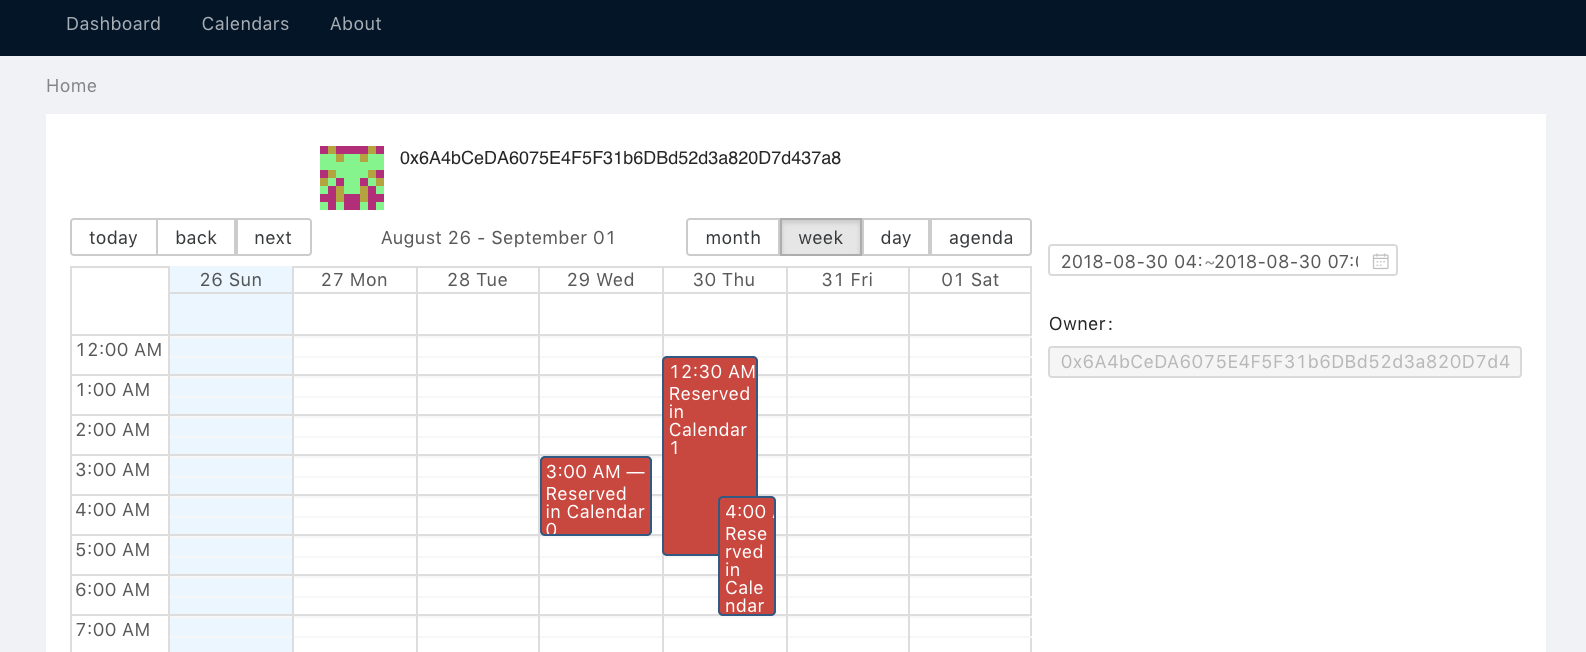 Dashboard Calendars About
Home
0x6A4bCeDA6075E4F5F31b6DBd52d3a820D7d437a8
today back next August 26 - September 01 month week day agenda
2018-08-30 04: ~ 2018-08-30 07:
26 Sun 27 Mon 28 Tue 29 Wed 30 Thu 31 Fri 01 Sat
Owner:
0x6A4bCeDA6075E4F5F31b6DBd52d3a820D7d4
12:00 AM
1:00 AM
2:00 AM
3:00 AM
4:00 AM
5:00 AM
6:00 AM
7:00 AM
3:00 AM —
Reserved
in Calendar
0
12:30 AM
Reserved
in
Calendar
1
4:00
Rese
rved
in
Cale
ndar